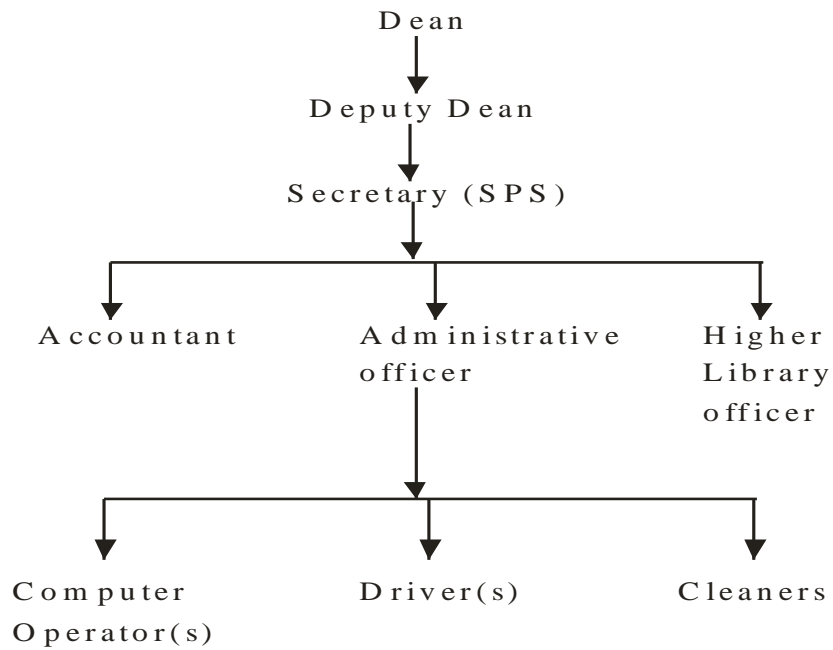 Dean
Deputy Dean
Secretary (SPS)
Accountant
Administrative
officer
Higher
Library
officer
Computer
Operator(s)
Driver(s)
Cleaners